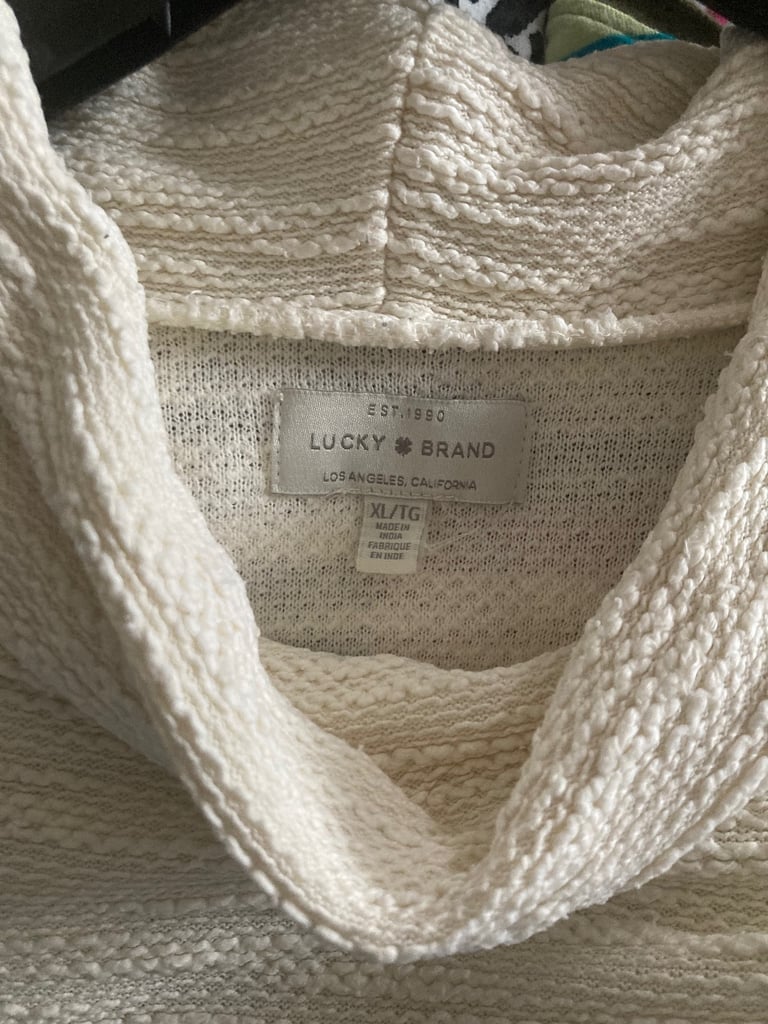 EST. 1990
LUCKY BRAND
LOS ANGELES, CALIFORNIA
XL/TG
MADE IN
INDIA
FABRIQUE
EN INDE